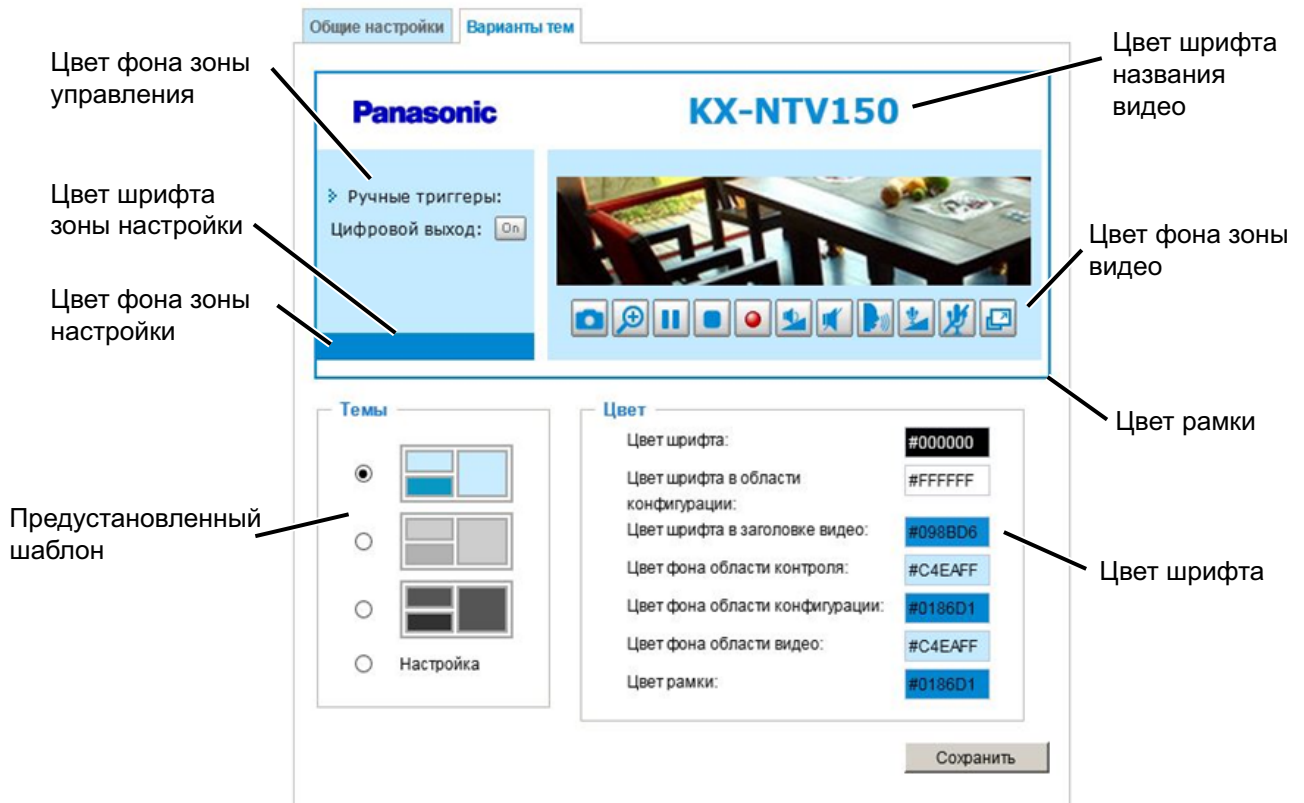 Общие настройки
Варианты тем
Цвет фона зоны
управления
Цвет шрифта
названия
видео
Panasonic
KX-NTV150
Ручные триггеры:
Цифровой выход: On
Цвет шрифта
зоны настройки
Цвет фона зоны
видео
Цвет фона зоны
настройки
Цвет рамки
Темы
Настройка
Предустановленный
шаблон
Цвет
Цвет шрифта: #000000
Цвет шрифта в области #FFFFFF
конфигурации:
Цвет шрифта в заголовке видео: #098BD6
Цвет фона области контроля: #C4EAFF
Цвет фона области конфигурации: #0186D1
Цвет фона области видео: #C4EAFF
Цвет рамки: #0186D1
Цвет шрифта
Сохранить